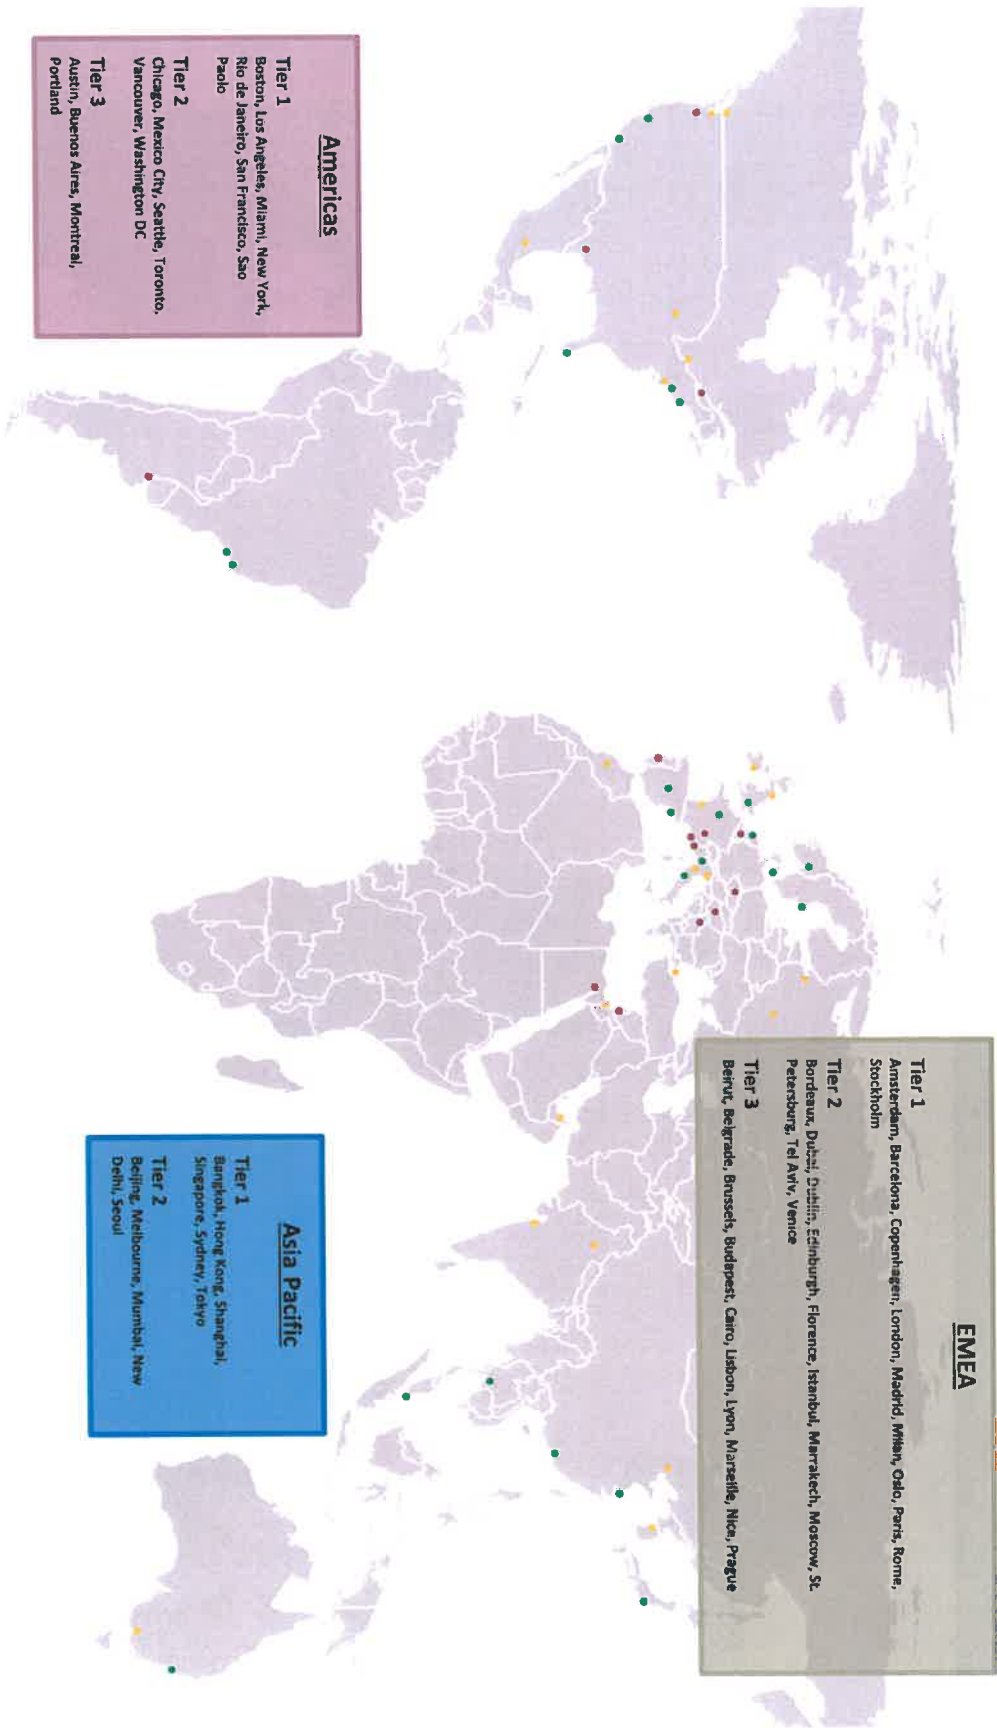 EMEA
Tier 1
Amsterdam, Barcelona, Copenhagen, London, Madrid, Milan, Oslo, Paris, Rome,
Stockholm
Tier 2
Bordeaux, Dubai, Dublin, Edinburgh, Florence, Istanbul, Marrakech, Moscow, St.
Petersburg, Tel Aviv, Venice
Tier 3
Beirut, Belgrade, Brussels, Budapest, Cairo, Lisbon, Lyon, Marseille, Nice, Prague
Americas
Tier 1
Boston, Los Angeles, Miami, New York,
Rio de Janeiro, San Francisco, Sao
Paolo
Tier 2
Chicago, Mexico City, Seattle, Toronto,
Vancouver, Washington DC
Tier 3
Austin, Buenos Aires, Montreal,
Portland
Asia Pacific
Tier 1
Bangkok, Hong Kong, Shanghai,
Singapore, Sydney, Tokyo
Tier 2
Beijing, Melbourne, Mumbai, New
Delhi, Seoul